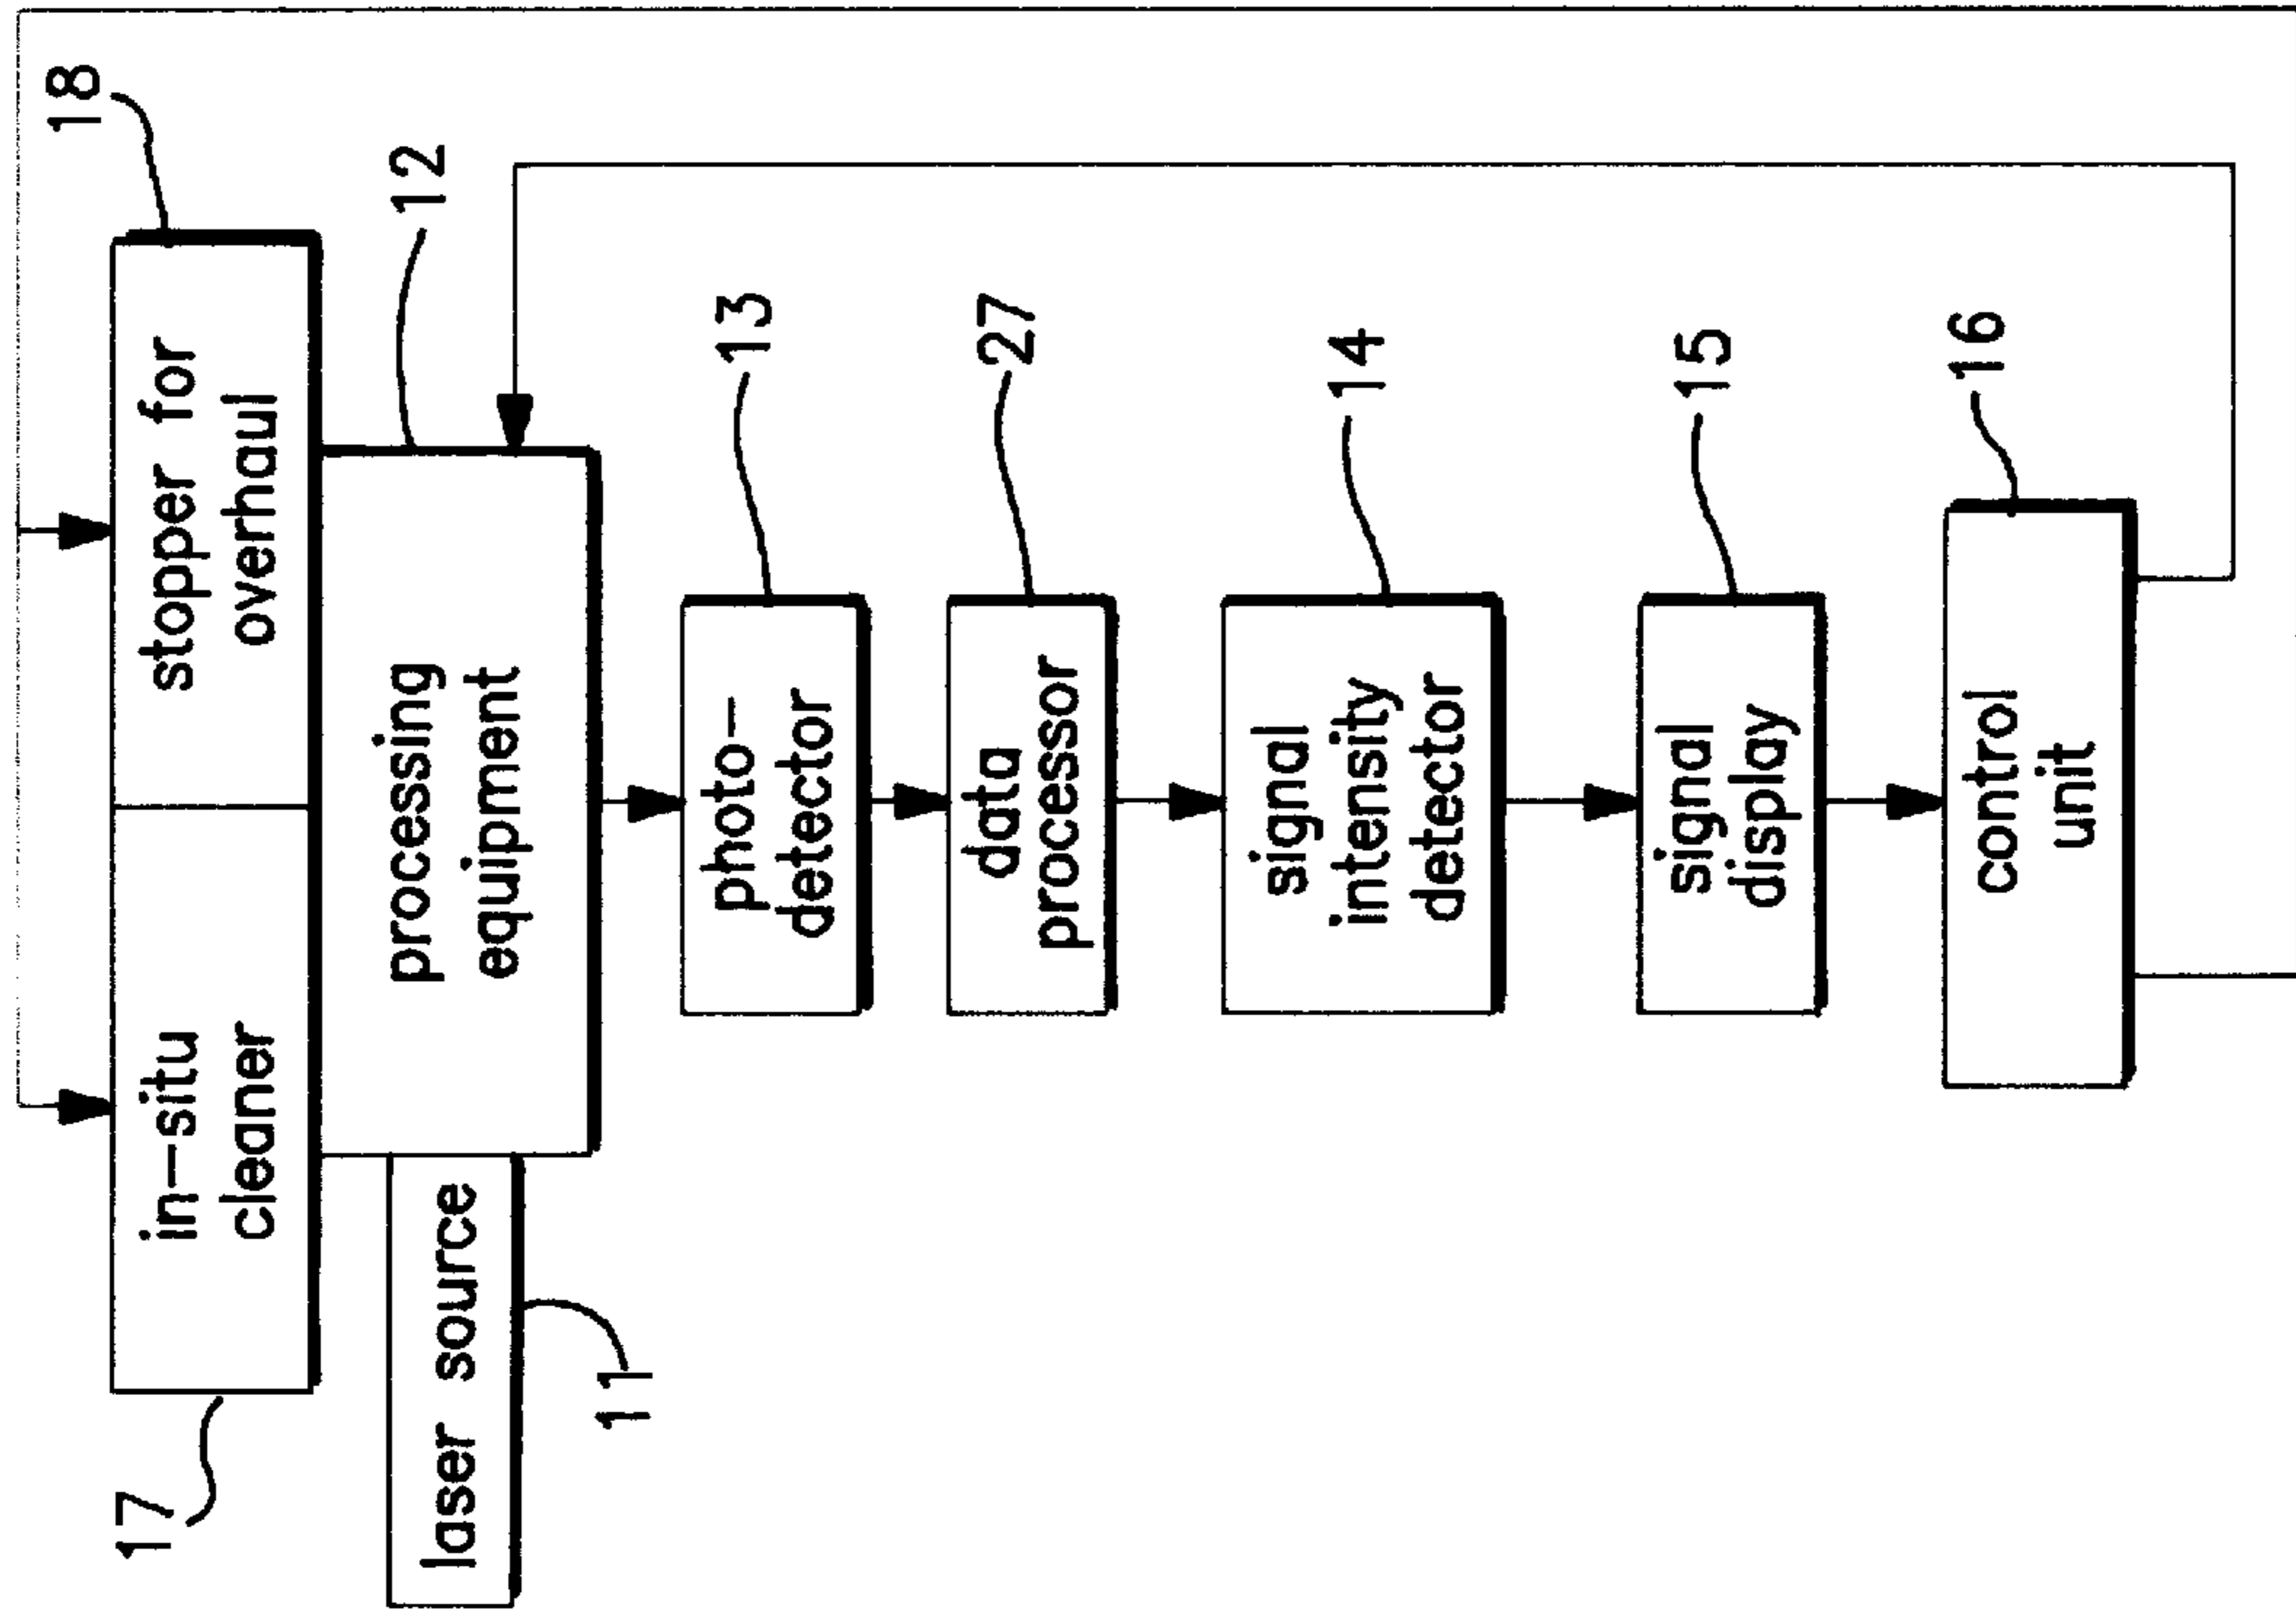 18
stopper for
overhaul
in-situ
cleaner
17
12
processing
equipment
laser source
11
13
photo-
detector
27
data
processor
14
signal
intensity
detector
15
signal
display
16
control
unit